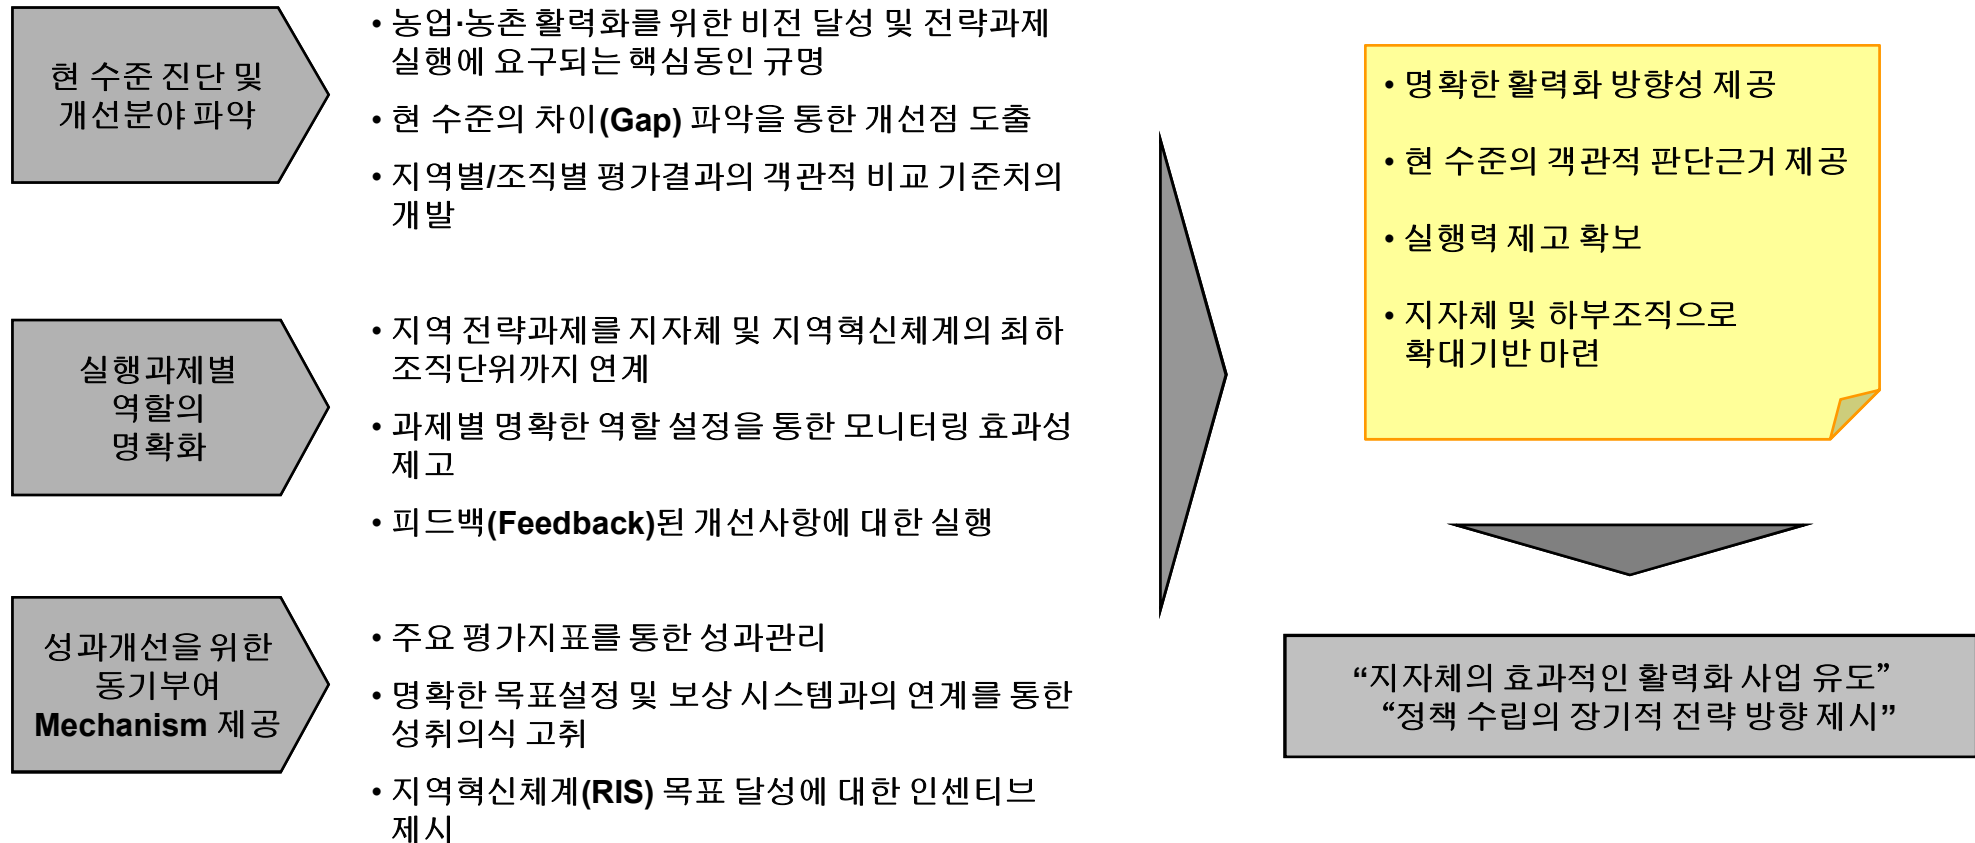 현 수준 진단 및
개선분야 파악
• 농업·농촌 활력화를 위한 비전 달성 및 전략과제
실행에 요구되는 핵심동인 규명
• 현 수준의 차이(Gap) 파악을 통한 개선점 도출
• 지역별/조직별 평가결과의 객관적 비교 기준치의
개발
실행과제별
역할의
명확화
• 지역 전략과제를 지자체 및 지역혁신체계의 최하
조직단위까지 연계
• 과제별 명확한 역할 설정을 통한 모니터링 효과성
제고
• 피드백(Feedback)된 개선사항에 대한 실행
성과개선을 위한
동기부여
Mechanism 제공
• 주요 평가지표를 통한 성과관리
• 명확한 목표설정 및 보상 시스템과의 연계를 통한
성취의식 고취
• 지역혁신체계(RIS) 목표 달성에 대한 인센티브
제시
• 명확한 활력화 방향성 제공
• 현 수준의 객관적 판단근거 제공
• 실행력 제고 확보
• 지자체 및 하부조직으로
확대기반 마련
“지자체의 효과적인 활력화 사업 유도”
“정책 수립의 장기적 전략 방향 제시”